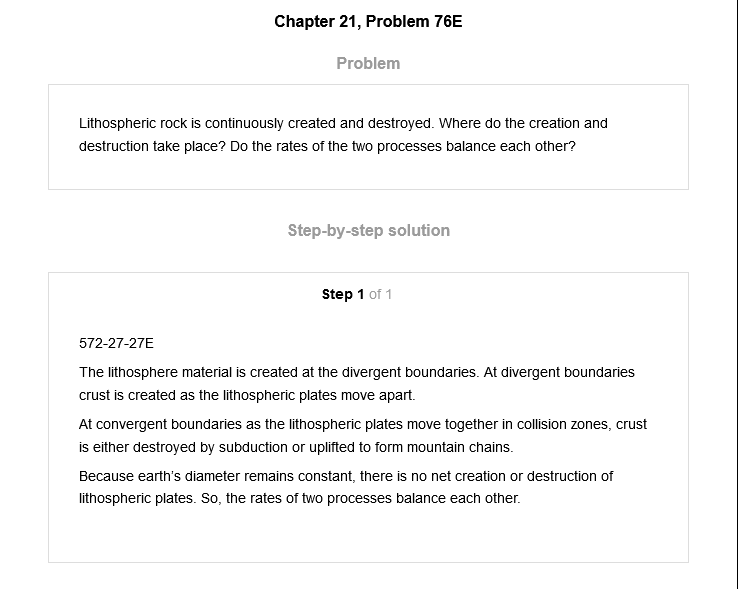 Chapter 21, Problem 76E
Problem
Lithospheric rock is continuously created and destroyed. Where do the creation and
destruction take place? Do the rates of the two processes balance each other?
Step-by-step solution
Step 1 of 1
572-27-27E
The lithosphere material is created at the divergent boundaries. At divergent boundaries
crust is created as the lithospheric plates move apart.
At convergent boundaries as the lithospheric plates move together in collision zones, crust
is either destroyed by subduction or uplifted to form mountain chains.
Because earth's diameter remains constant, there is no net creation or destruction of
lithospheric plates. So, the rates of two processes balance each other.